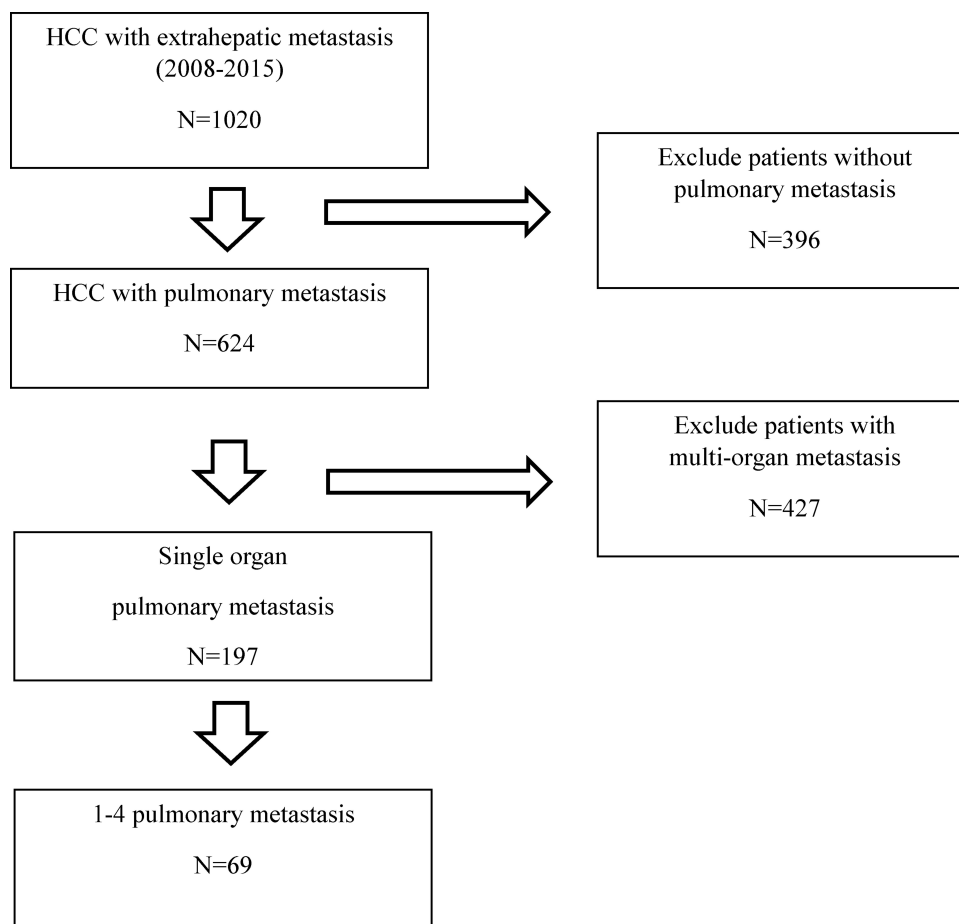 HCC with extrahepatic metastasis
(2008-2015)
N=1020
Exclude patients without
pulmonary metastasis
N=396
HCC with pulmonary metastasis
N=624
Exclude patients with
multi-organ metastasis
N=427
Single organ
pulmonary metastasis
N=197
1-4 pulmonary metastasis
N=69